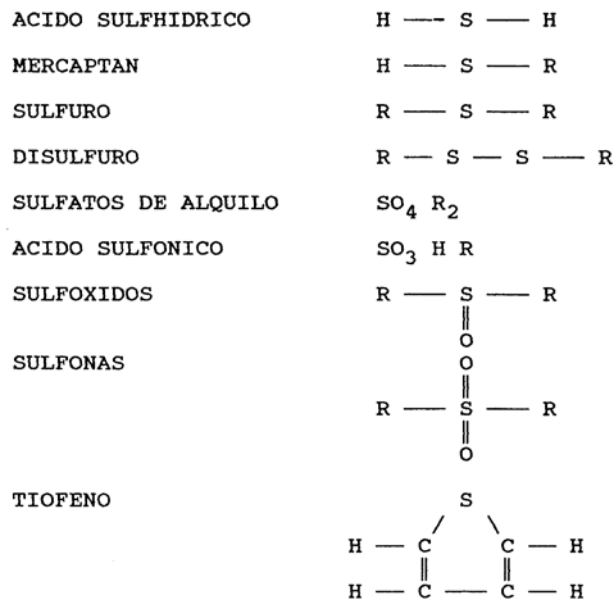 ACIDO SULFHIDRICO H — S — H
MERCAPTAN H — S — R
SULFURO R — S — R
DISULFURO R — S — S — R
SULFATOS DE ALQUILO SO₄ R₂
ACIDO SULFONICO SO₃ H R
SULFOXIDOS R — S — R
||
O
SULFONAS O
||
R — S — R
||
O
TIOFENO S
/ \
H — C C — H
|| ||
H — C — C — H